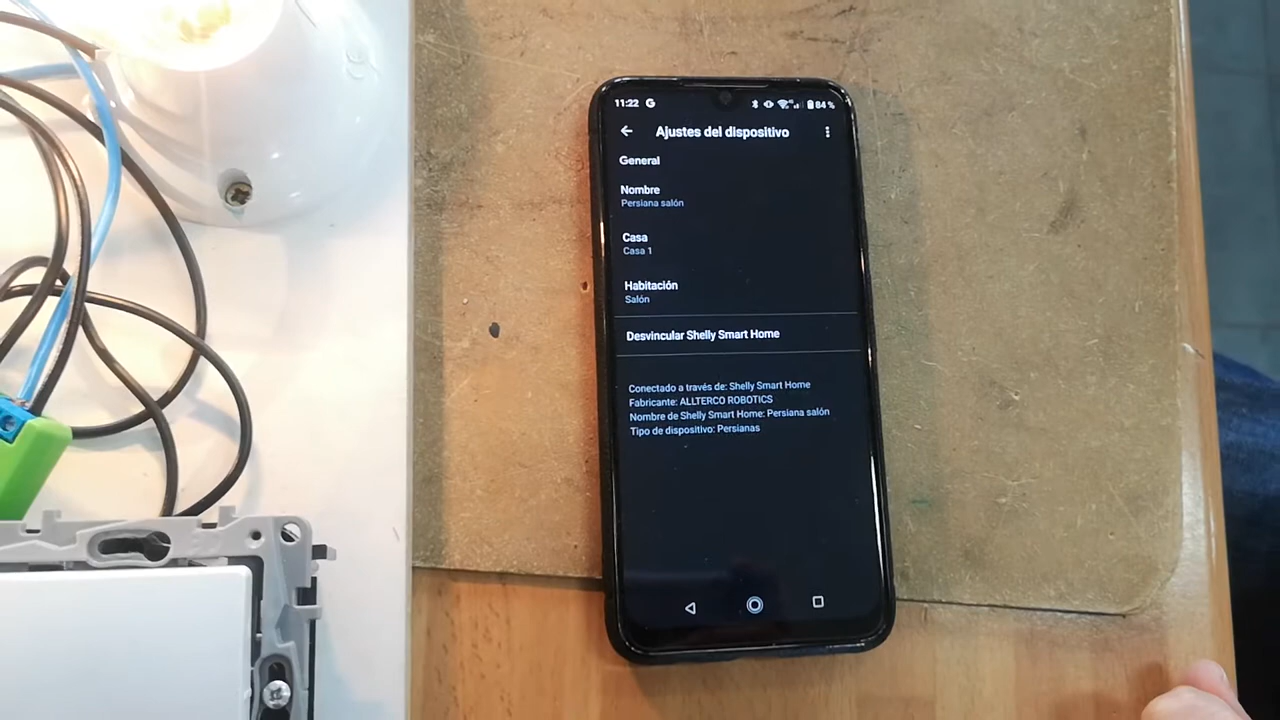 11:22 G 84 %
Ajustes del dispositivo
General
Nombre
Persiana salón
Casa
Casa 1
Habitación
Salón
Desvincular Shelly Smart Home
Conectado a través de: Shelly Smart Home
Fabricante: ALLTERCO ROBOTICS
Nombre de Shelly Smart Home: Persiana salón
Tipo de dispositivo: Persianas